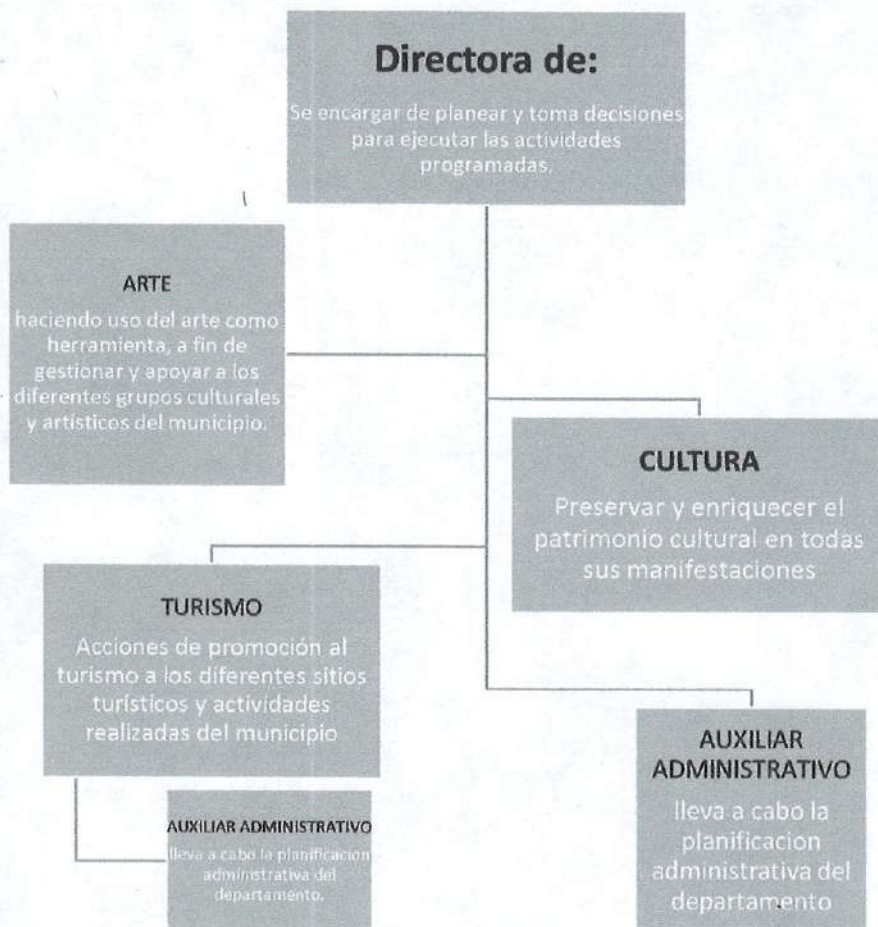 Directora de:
Se encargar de planear y toma decisiones
para ejecutar las actividades
programadas.
ARTE
haciendo uso del arte como
herramienta, a fin de
gestionar y apoyar a los
diferentes grupos culturales
y artísticos del municipio.
CULTURA
Preservar y enriquecer el
patrimonio cultural en todas
sus manifestaciones
TURISMO
Acciones de promoción al
turismo a los diferentes sitios
turísticos y actividades
realizadas del municipio
AUXILIAR ADMINISTRATIVO
lleva a cabo la planificacion
administrativa del
departamento.
AUXILIAR
ADMINISTRATIVO
lleva a cabo la
planificacion
administrativa del
departamento